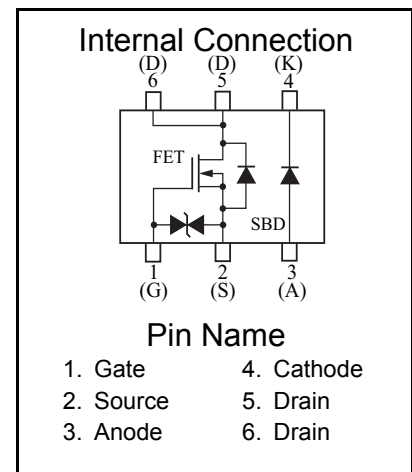 Internal Connection
(D) (D) (K)
6 5 4
FET
SBD
1 2 3
(G) (S) (A)
Pin Name
1. Gate 4. Cathode
2. Source 5. Drain
3. Anode 6. Drain